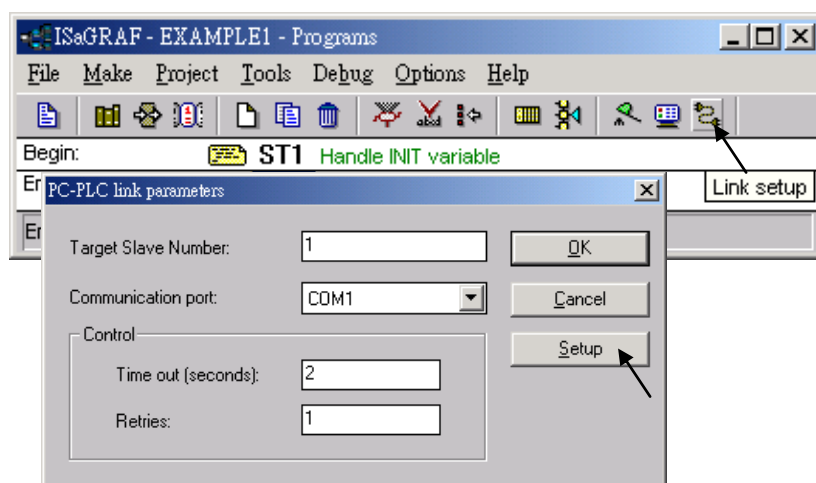 ISaGRAF - EXAMPLE1 - Programs
File Make Project Tools Debug Options Help
Begin: ST1 Handle INIT variable
Link setup
PC-PLC link parameters
Target Slave Number: 1 OK
Communication port: COM1 Cancel
Control Setup
Time out (seconds): 2
Retries: 1